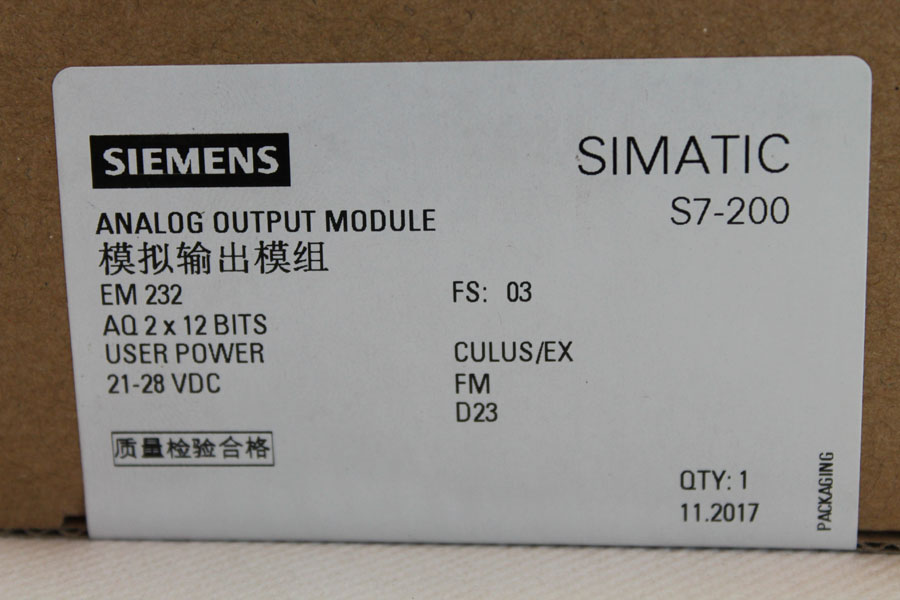 SIEMENS
SIMATIC
S7-200
ANALOG OUTPUT MODULE
模拟输出模组
EM 232
FS: 03
AQ 2 x 12 BITS
USER POWER
CULUS/EX
21-28 VDC
FM
D23
质量检验合格
QTY: 1
11.2017
PACKAGING